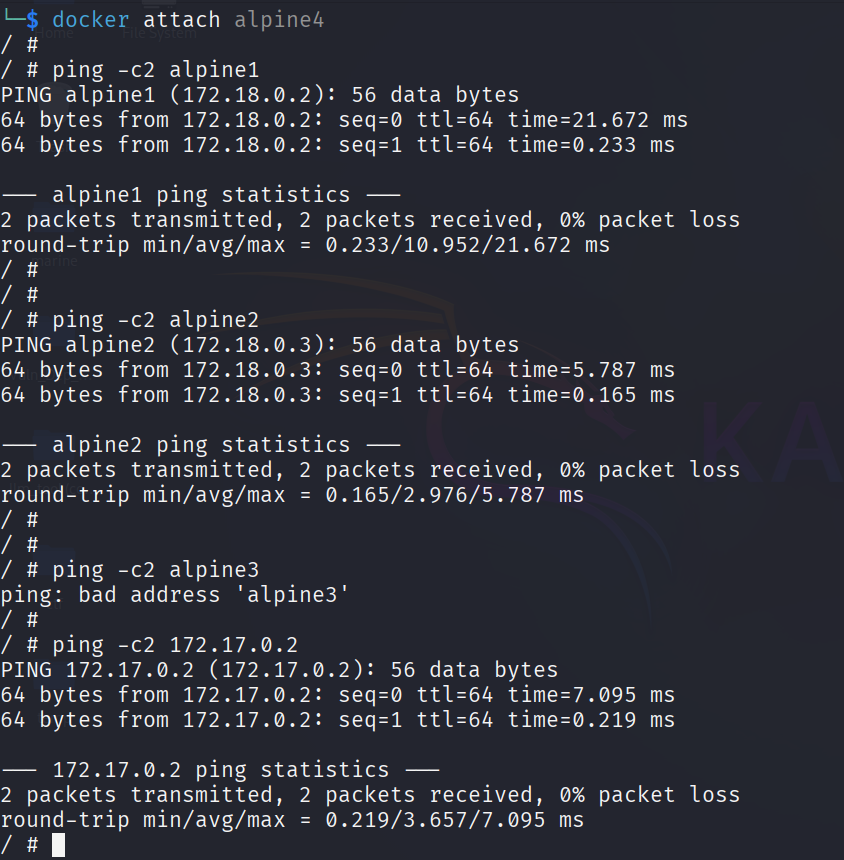 └─$ docker attach alpine4
Home File System
/ #
/ # ping -c2 alpine1
PING alpine1 (172.18.0.2): 56 data bytes
64 bytes from 172.18.0.2: seq=0 ttl=64 time=21.672 ms
64 bytes from 172.18.0.2: seq=1 ttl=64 time=0.233 ms
--- alpine1 ping statistics ---
2 packets transmitted, 2 packets received, 0% packet loss
round-trip min/avg/max = 0.233/10.952/21.672 ms
/ #
/ #
/ # ping -c2 alpine2
PING alpine2 (172.18.0.3): 56 data bytes
64 bytes from 172.18.0.3: seq=0 ttl=64 time=5.787 ms
64 bytes from 172.18.0.3: seq=1 ttl=64 time=0.165 ms
KA
--- alpine2 ping statistics ---
2 packets transmitted, 2 packets received, 0% packet loss
round-trip min/avg/max = 0.165/2.976/5.787 ms
/ #
/ #
/ # ping -c2 alpine3
ping: bad address 'alpine3'
/ #
/ # ping -c2 172.17.0.2
PING 172.17.0.2 (172.17.0.2): 56 data bytes
64 bytes from 172.17.0.2: seq=0 ttl=64 time=7.095 ms
64 bytes from 172.17.0.2: seq=1 ttl=64 time=0.219 ms
--- 172.17.0.2 ping statistics ---
2 packets transmitted, 2 packets received, 0% packet loss
round-trip min/avg/max = 0.219/3.657/7.095 ms
/ #